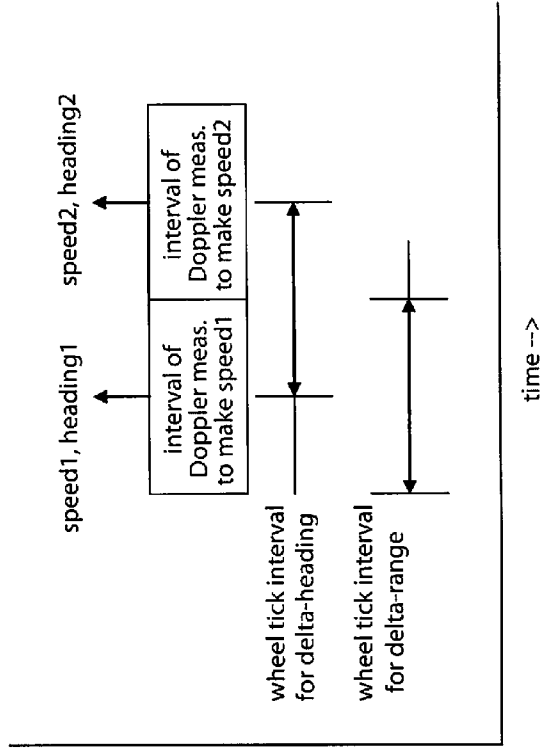 speed1, heading1
speed2, heading2
interval of
Doppler meas.
to make speed1
interval of
Doppler meas.
to make speed2
wheel tick interval
for delta-heading
wheel tick interval
for delta-range
time -->